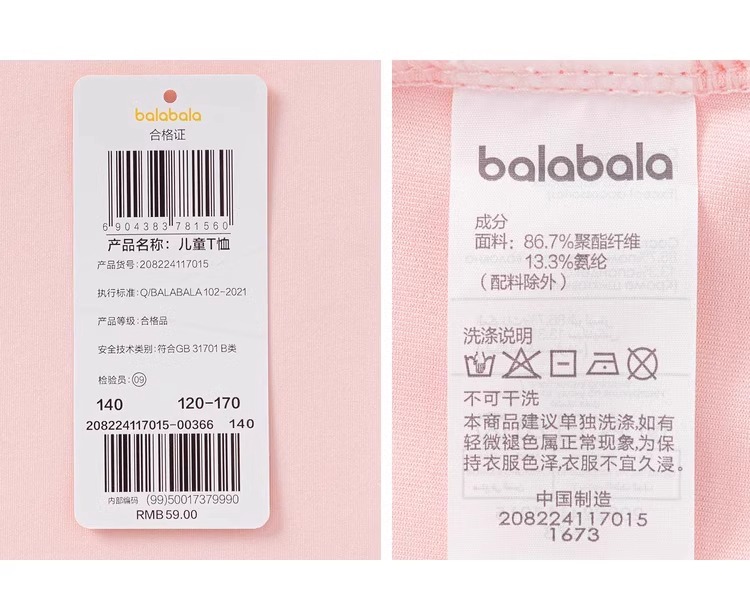 balabala
合格证
6 904383 781560
产品名称：儿童T恤
产品货号:208224117015
执行标准:Q/BALABALA 102-2021
产品等级:合格品
安全技术类别:符合GB 31701 B类
检验员:09
140 120-170
208224117015-00366 140
内部编码 (99)50017379990
RMB59.00
balabala
成分
面料：86.7%聚酯纤维
13.3%氨纶
（配料除外）
洗涤说明
不可干洗
本商品建议单独洗涤,如有
轻微褪色属正常现象,为保
持衣服色泽,衣服不宜久浸。
中国制造
208224117015
1673